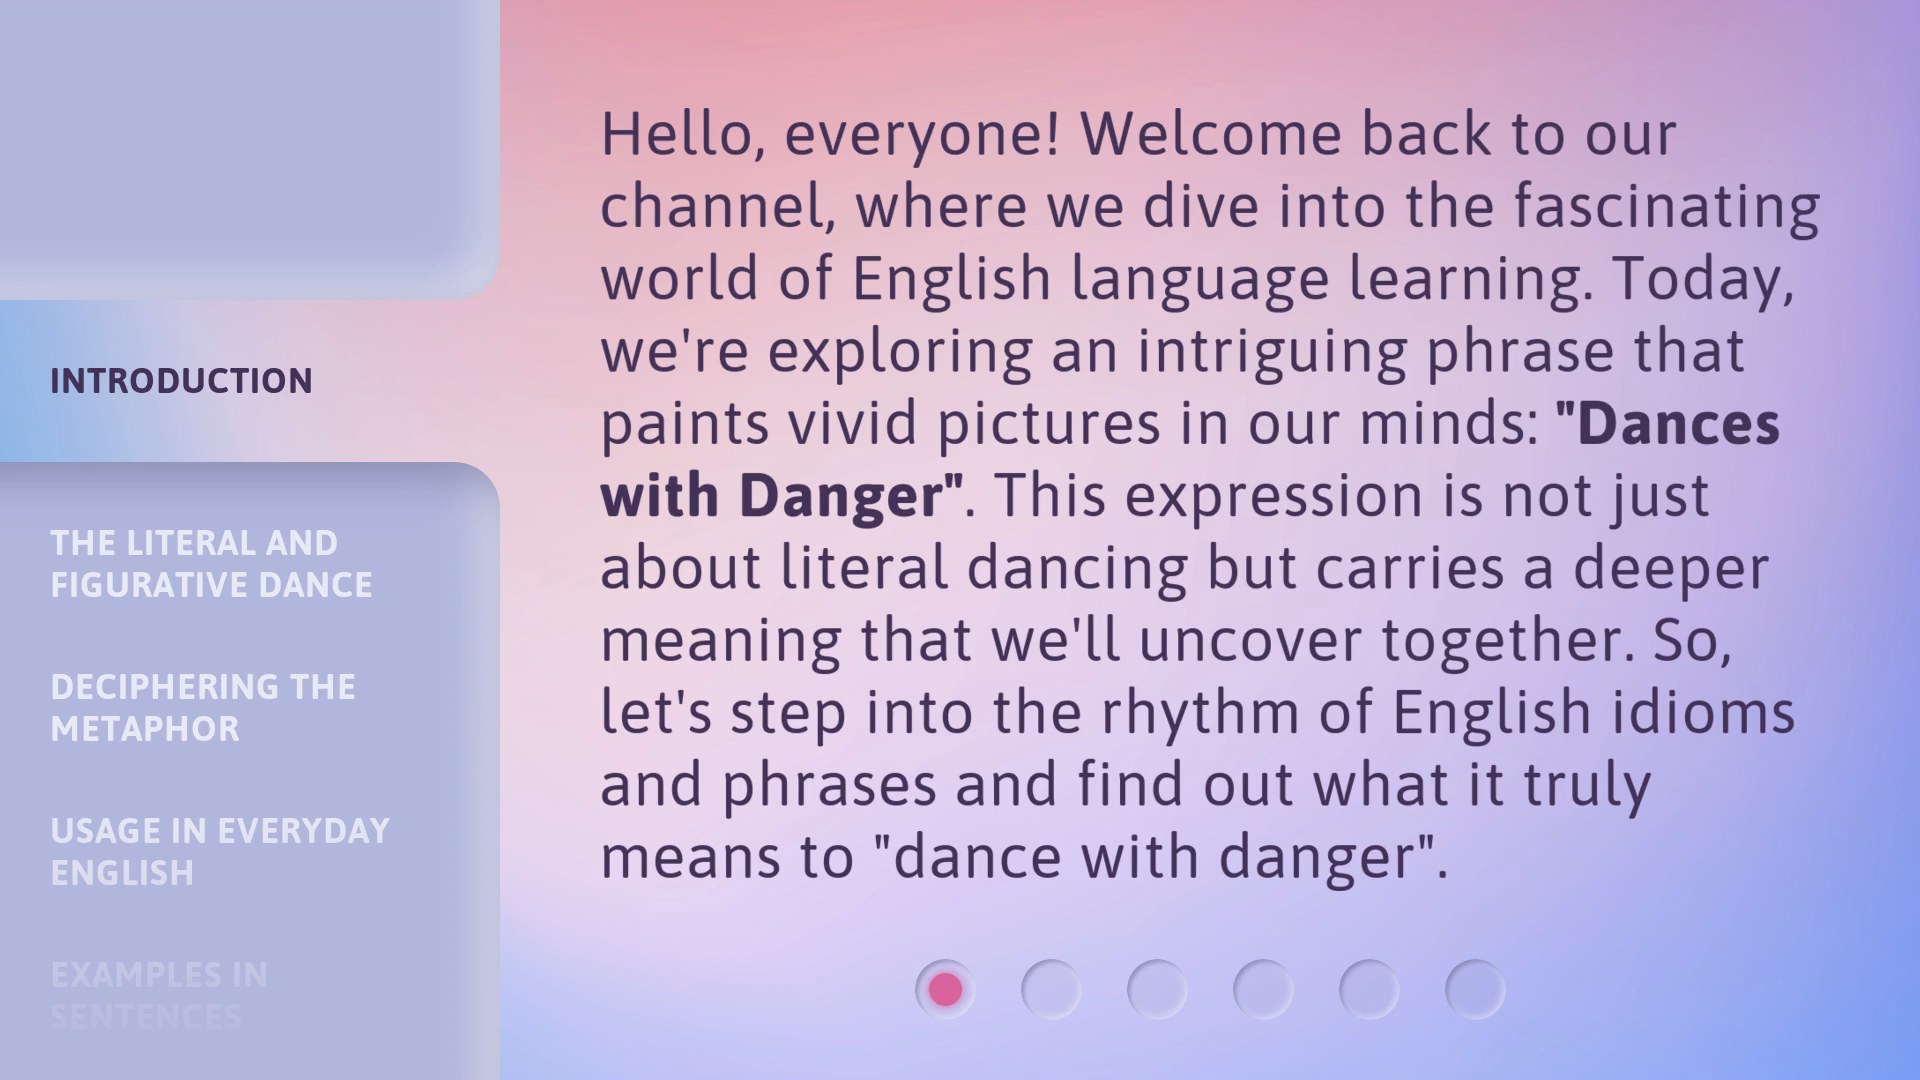 INTRODUCTION
THE LITERAL AND
FIGURATIVE DANCE
DECIPHERING THE
METAPHOR
USAGE IN EVERYDAY
ENGLISH
EXAMPLES IN
SENTENCES
Hello, everyone! Welcome back to our
channel, where we dive into the fascinating
world of English language learning. Today,
we're exploring an intriguing phrase that
paints vivid pictures in our minds: "Dances
with Danger". This expression is not just
about literal dancing but carries a deeper
meaning that we'll uncover together. So,
let's step into the rhythm of English idioms
and phrases and find out what it truly
means to "dance with danger".